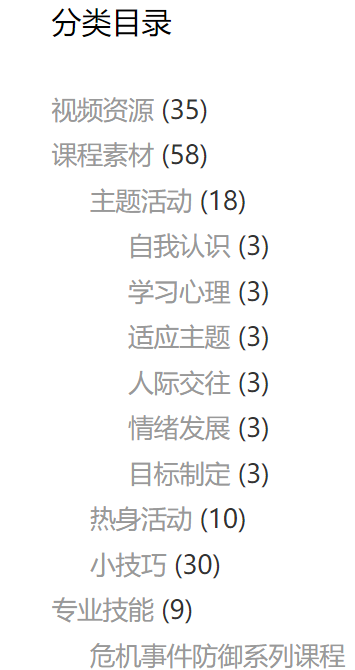 分类目录
视频资源 (35)
课程素材 (58)
主题活动 (18)
自我认识 (3)
学习心理 (3)
适应主题 (3)
人际交往 (3)
情绪发展 (3)
目标制定 (3)
热身活动 (10)
小技巧 (30)
专业技能 (9)
危机事件防御系列课程